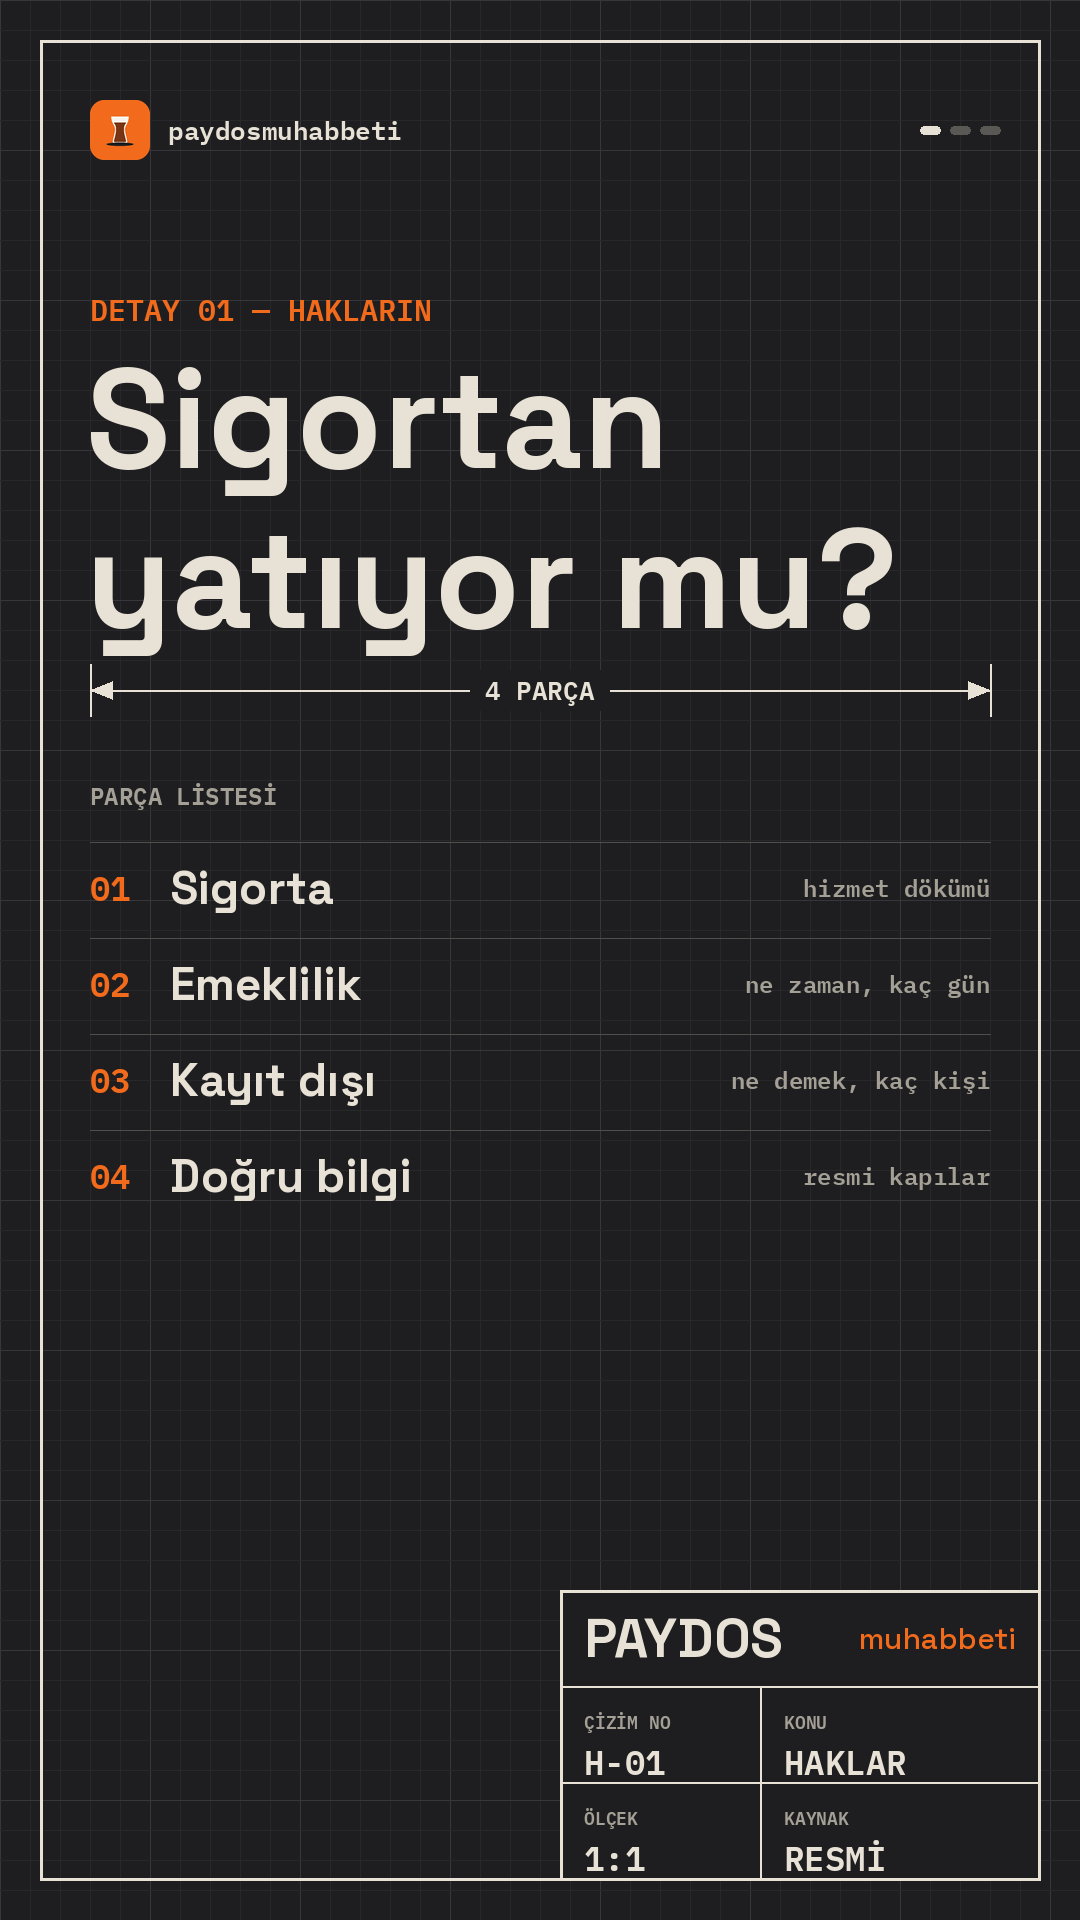 paydosmuhabbeti
DETAY 01 — HAKLARIN
Sigortan
yatıyor mu?
4 PARÇA
PARÇA LİSTESİ
01 Sigorta hizmet dökümü
02 Emeklilik ne zaman, kaç gün
03 Kayıt dışı ne demek, kaç kişi
04 Doğru bilgi resmi kapılar
PAYDOS muhabbeti
ÇİZİM NO KONU
H-01 HAKLAR
ÖLÇEK KAYNAK
1:1 RESMİ